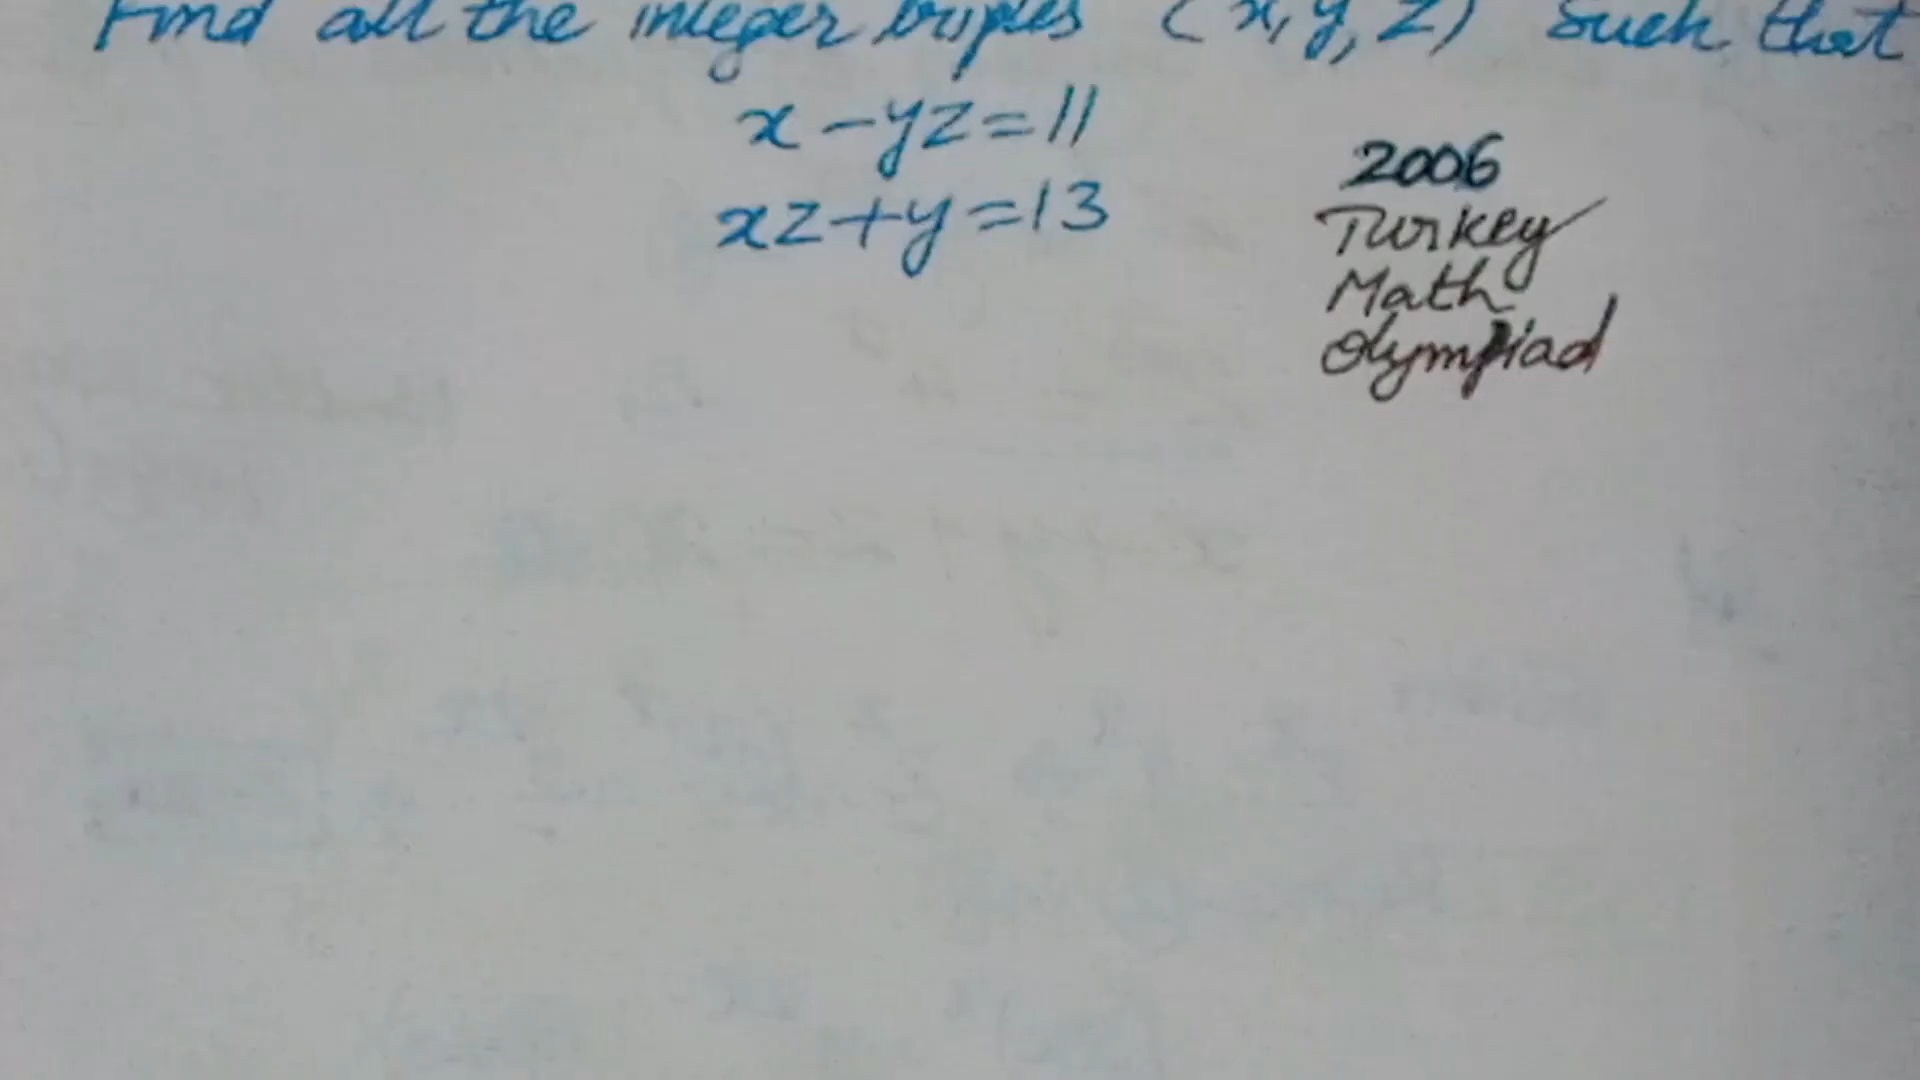 Find all the integer triples (x, y, z) such that
x - yz = 11
xz + y = 13
2006
Turkey
Math
Olympiad